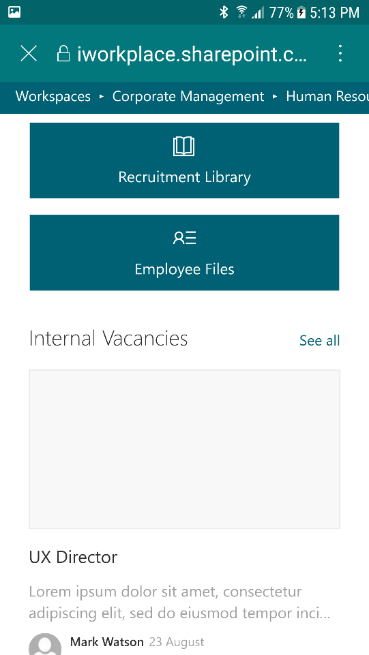 77% 5:13 PM
iworkplace.sharepoint.c...
Workspaces ‣ Corporate Management ‣ Human Resou
Recruitment Library
Employee Files
Internal Vacancies See all
UX Director
Lorem ipsum dolor sit amet, consectetur
adipiscing elit, sed do eiusmod tempor inci...
Mark Watson 23 August